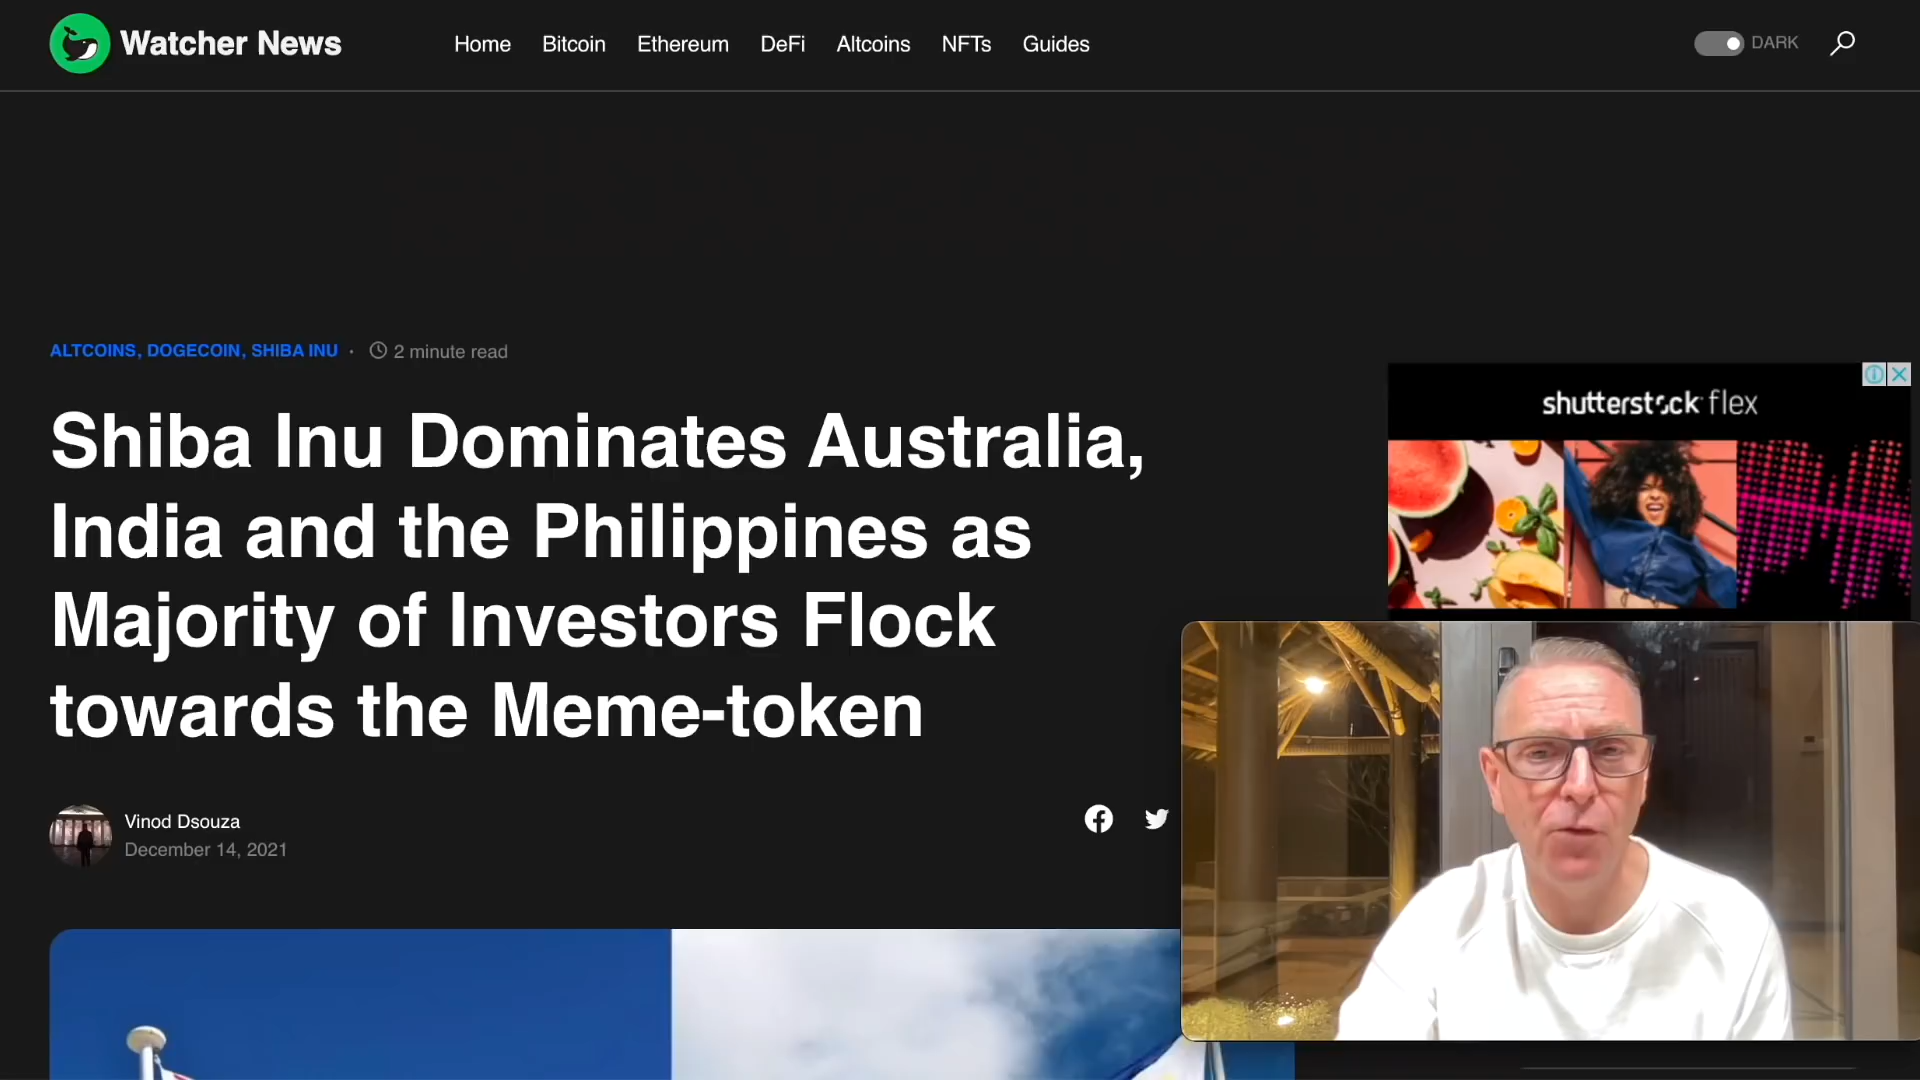 Watcher News
Home Bitcoin Ethereum DeFi Altcoins NFTs Guides
DARK
ALTCOINS, DOGECOIN, SHIBA INU · 2 minute read
Shiba Inu Dominates Australia,
India and the Philippines as
Majority of Investors Flock
towards the Meme-token
Vinod Dsouza
December 14, 2021
shutterstock flex